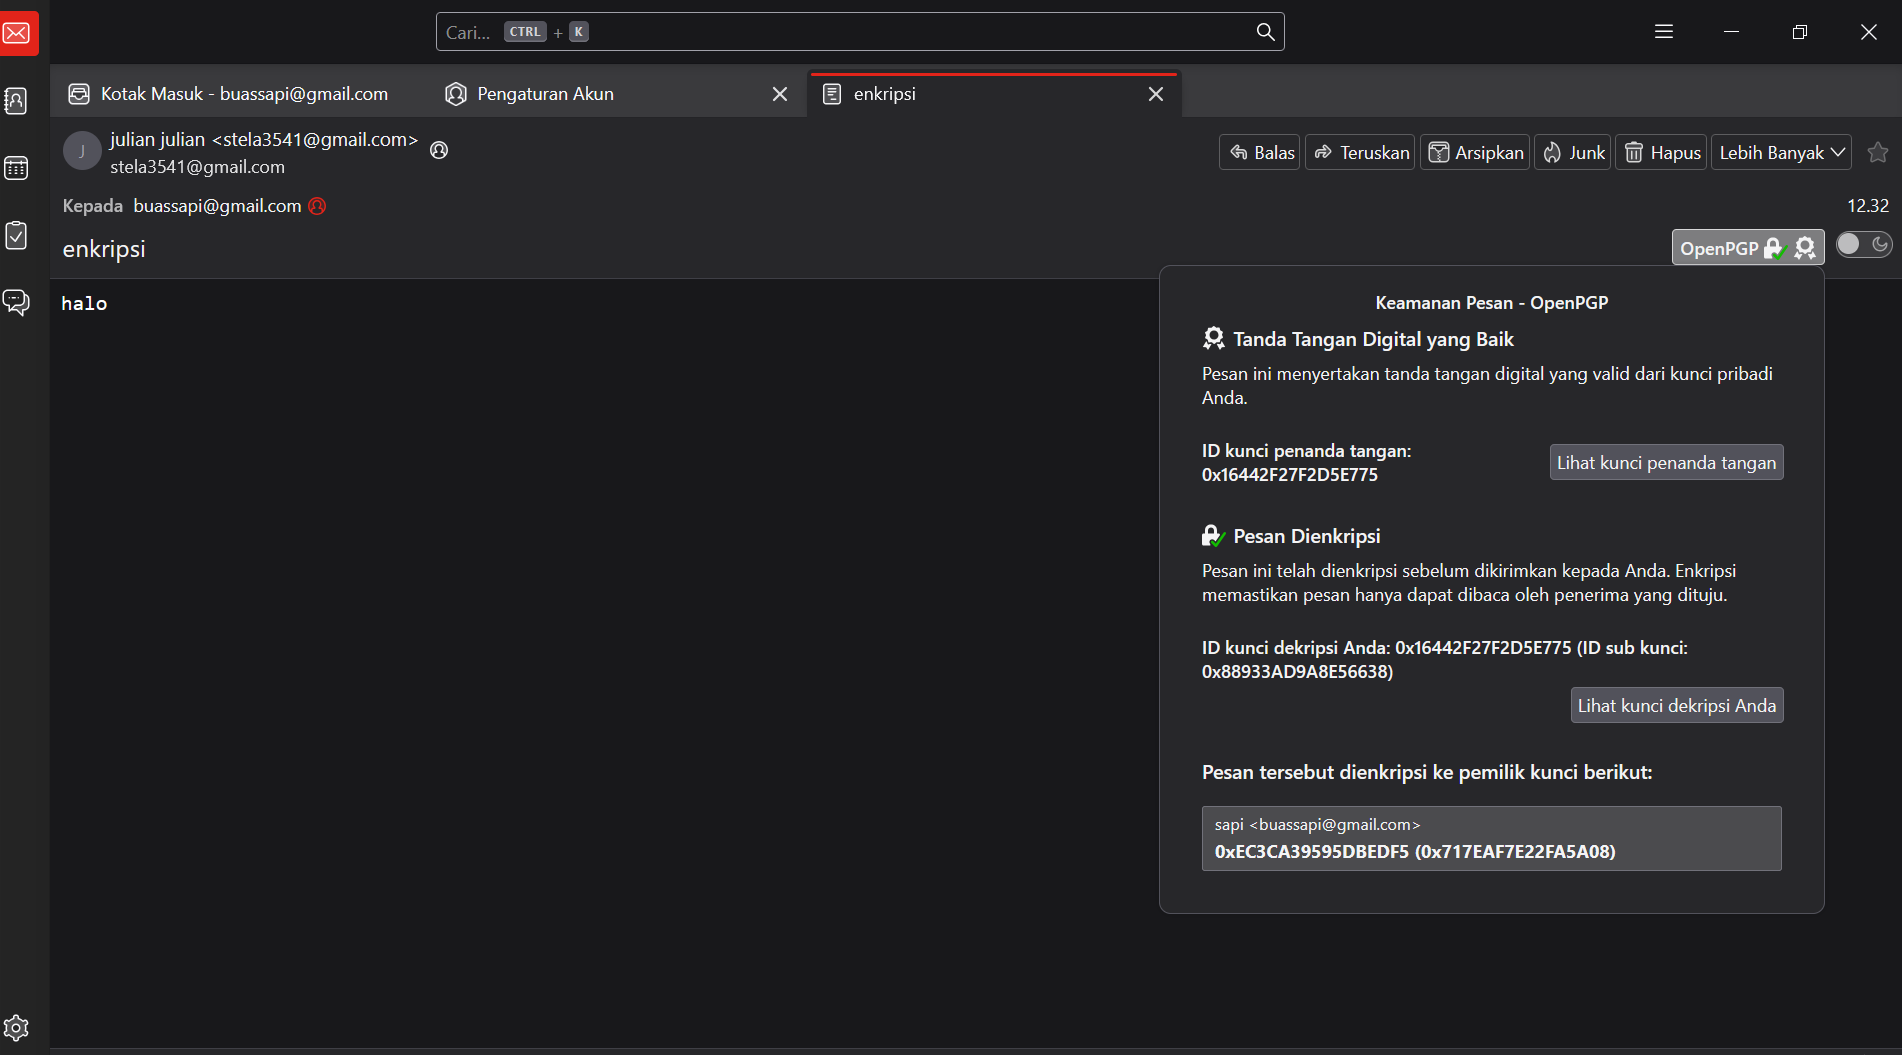 Cari... CTRL + K
Kotak Masuk - buassapi@gmail.com
Pengaturan Akun
enkripsi
J
julian julian <stela3541@gmail.com>
stela3541@gmail.com
Balas
Teruskan
Arsipkan
Junk
Hapus
Lebih Banyak
Kepada buassapi@gmail.com
12.32
enkripsi
OpenPGP
halo
Keamanan Pesan - OpenPGP
Tanda Tangan Digital yang Baik
Pesan ini menyertakan tanda tangan digital yang valid dari kunci pribadi
Anda.
ID kunci penanda tangan:
0x16442F27F2D5E775
Lihat kunci penanda tangan
Pesan Dienkripsi
Pesan ini telah dienkripsi sebelum dikirimkan kepada Anda. Enkripsi
memastikan pesan hanya dapat dibaca oleh penerima yang dituju.
ID kunci dekripsi Anda: 0x16442F27F2D5E775 (ID sub kunci:
0x88933AD9A8E56638)
Lihat kunci dekripsi Anda
Pesan tersebut dienkripsi ke pemilik kunci berikut:
sapi <buassapi@gmail.com>
0xEC3CA39595DBEDF5 (0x717EAF7E22FA5A08)